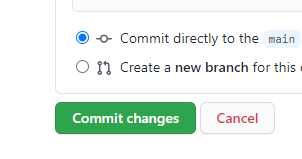 Commit directly to the main
Create a new branch for this
Commit changes
Cancel